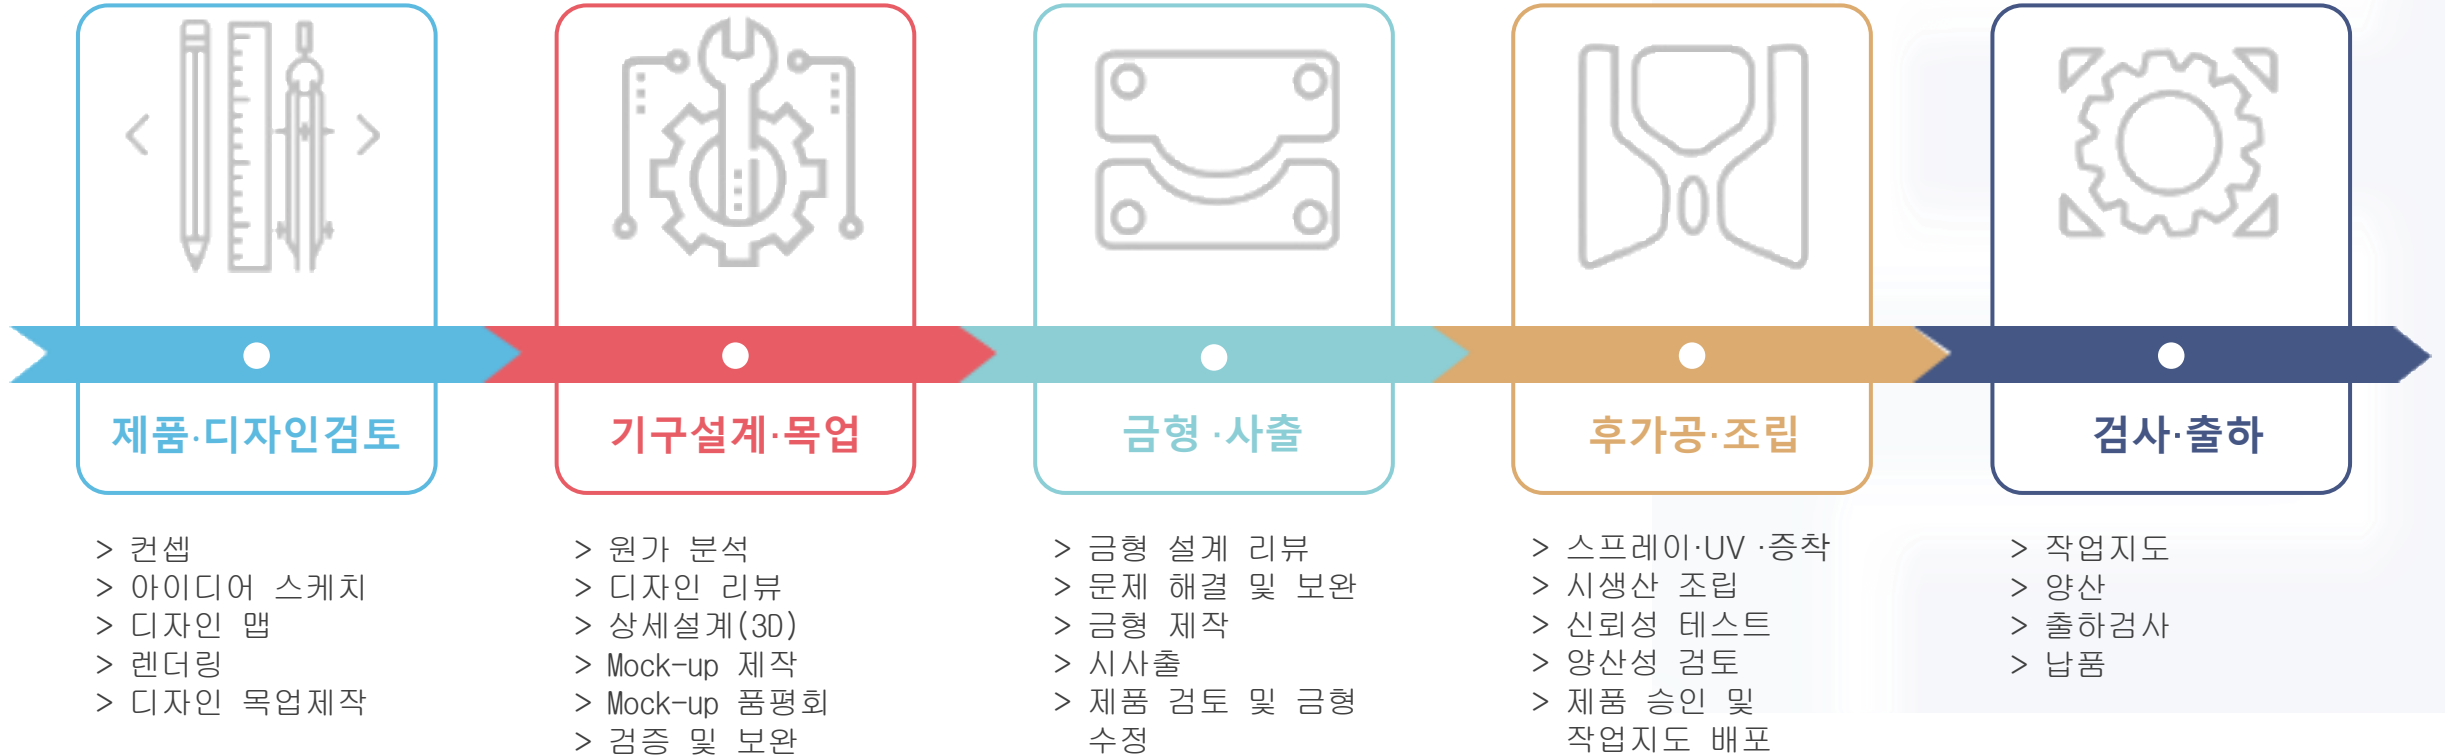 제품·디자인검토
> 컨셉
> 아이디어 스케치
> 디자인 맵
> 렌더링
> 디자인 목업제작
기구설계·목업
> 원가 분석
> 디자인 리뷰
> 상세설계(3D)
> Mock-up 제작
> Mock-up 품평회
> 검증 및 보완
금형 ·사출
> 금형 설계 리뷰
> 문제 해결 및 보완
> 금형 제작
> 시사출
> 제품 검토 및 금형
수정
후가공·조립
> 스프레이·UV ·증착
> 시생산 조립
> 신뢰성 테스트
> 양산성 검토
> 제품 승인 및
작업지도 배포
검사·출하
> 작업지도
> 양산
> 출하검사
> 납품